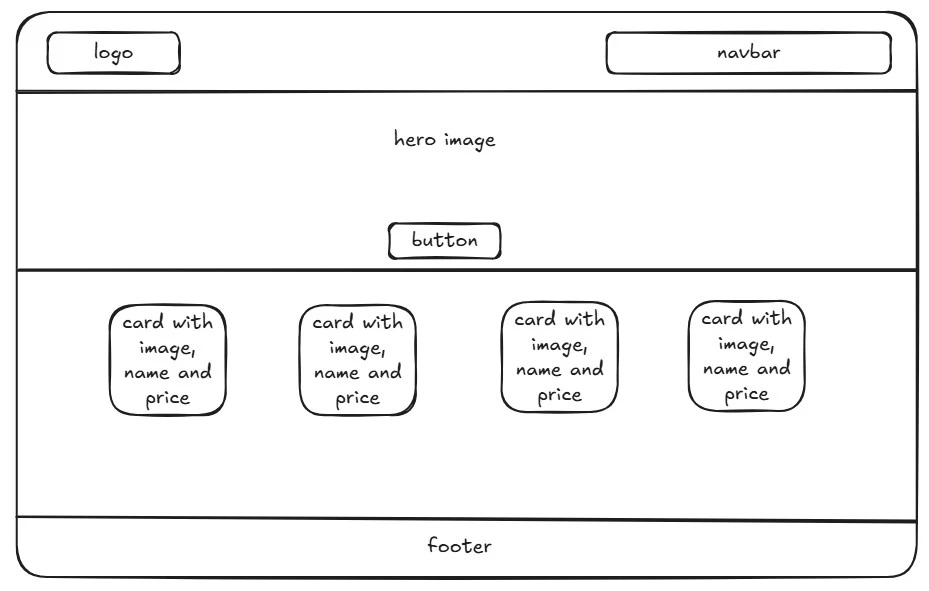 logo
navbar
hero image
button
card with
image,
name and
price
card with
image,
name and
price
card with
image,
name and
price
card with
image,
name and
price
footer